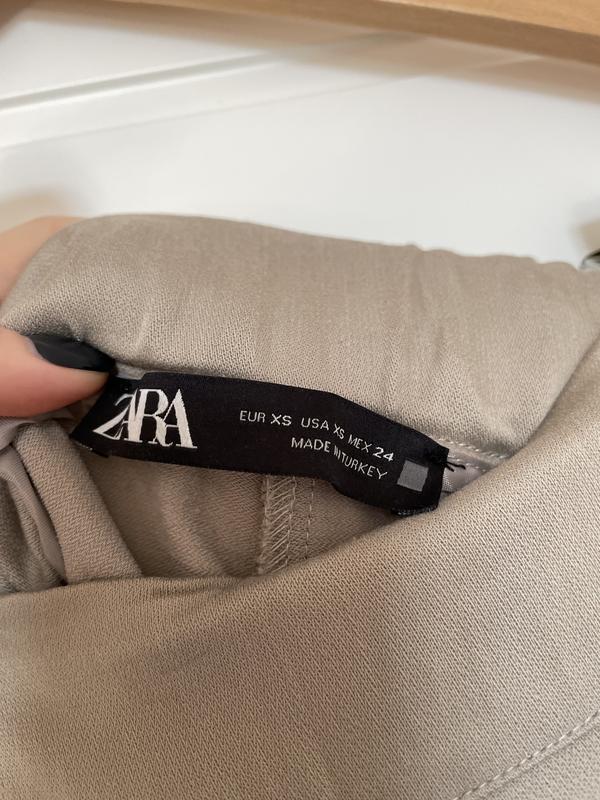 ZARA
EUR XS USA XS MEX 24
MADE IN TURKEY